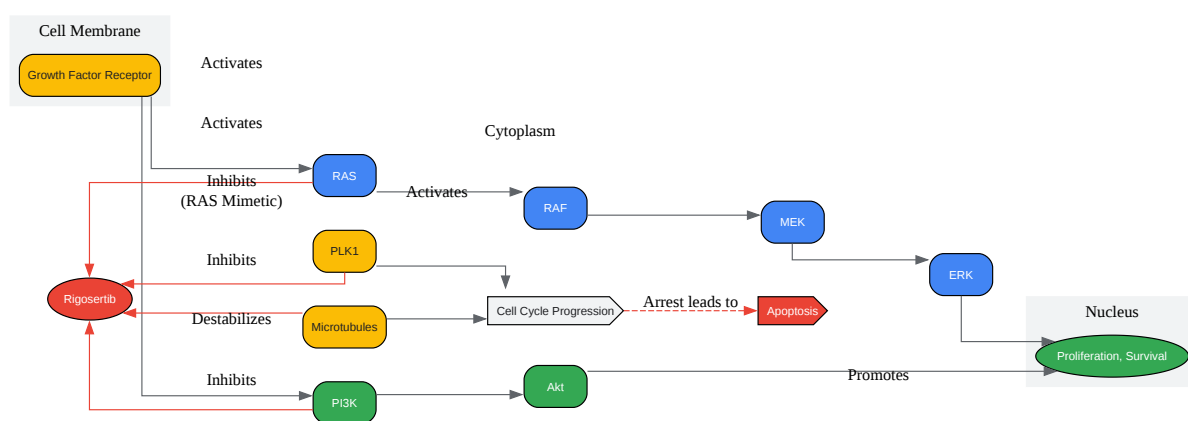 Cell Membrane
Growth Factor Receptor
Activates
Activates
Cytoplasm
RAS
Inhibits
(RAS Mimetic)
Activates
RAF
MEK
PLK1
Inhibits
ERK
Rigosertib
Destabilizes
Microtubules
Cell Cycle Progression
Arrest leads to
Apoptosis
Nucleus
Proliferation, Survival
Inhibits
PI3K
Akt
Promotes